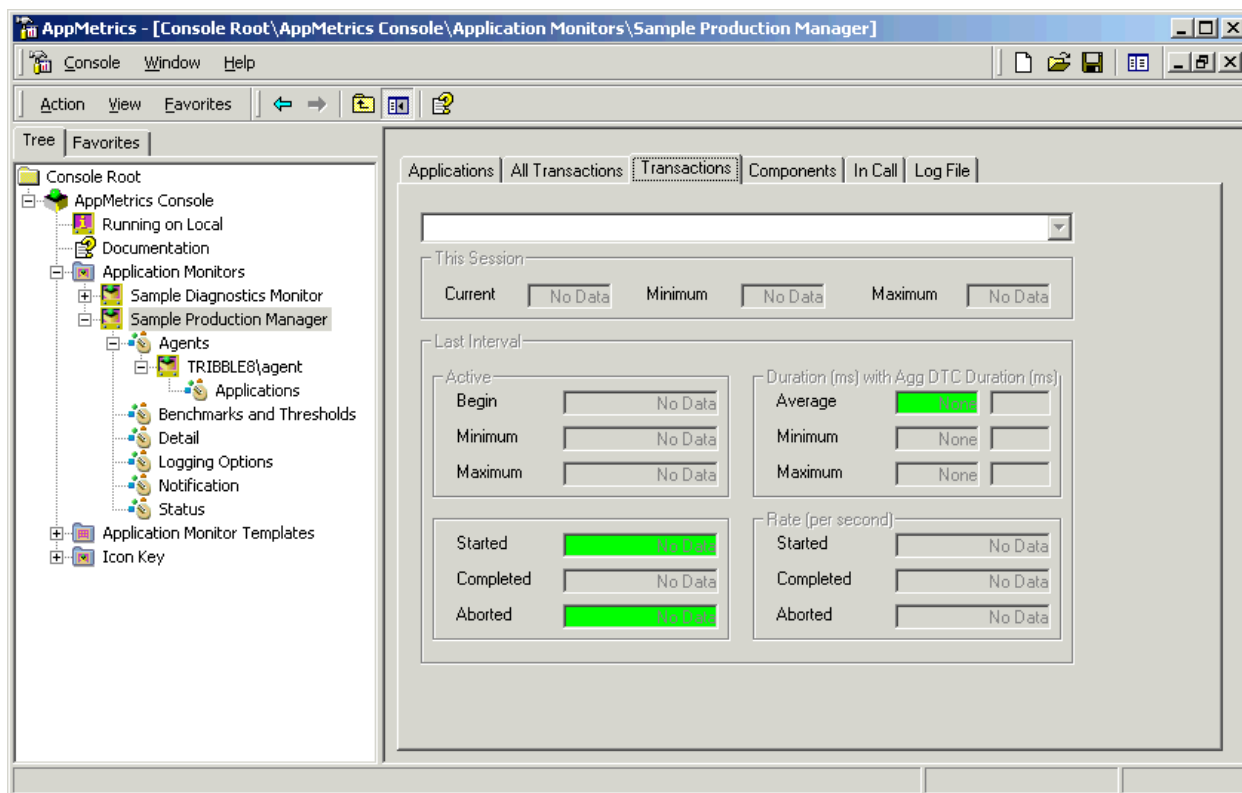 AppMetrics - [Console Root\AppMetrics Console\Application Monitors\Sample Production Manager]
Console Window Help
Action View Favorites
Tree Favorites
Console Root
AppMetrics Console
Running on Local
Documentation
Application Monitors
Sample Diagnostics Monitor
Sample Production Manager
Agents
TRIBBLE8\agent
Applications
Benchmarks and Thresholds
Detail
Logging Options
Notification
Status
Application Monitor Templates
Icon Key
Applications All Transactions Transactions Components In Call Log File
This Session
Current No Data Minimum No Data Maximum No Data
Last Interval
Active
Begin No Data
Minimum No Data
Maximum No Data
Duration (ms) with Agg DTC Duration (ms)
Average None
Minimum None
Maximum None
Started No Data
Completed No Data
Aborted No Data
Rate (per second)
Started No Data
Completed No Data
Aborted No Data